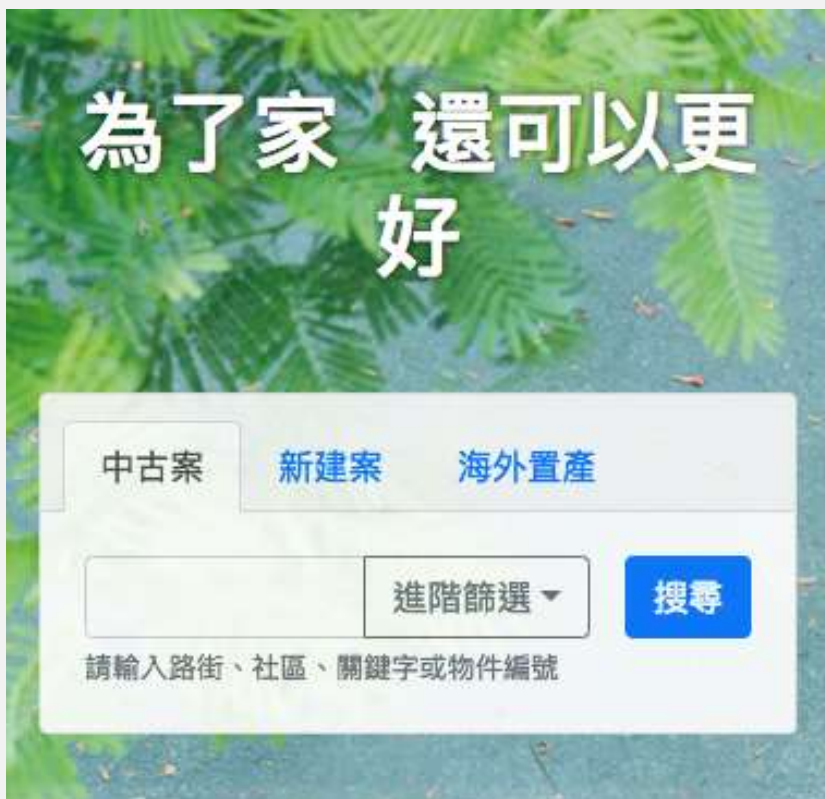 為了家 還可以更
好
中古案 新建案 海外置產
進階篩選 搜尋
請輸入路街、社區、關鍵字或物件編號